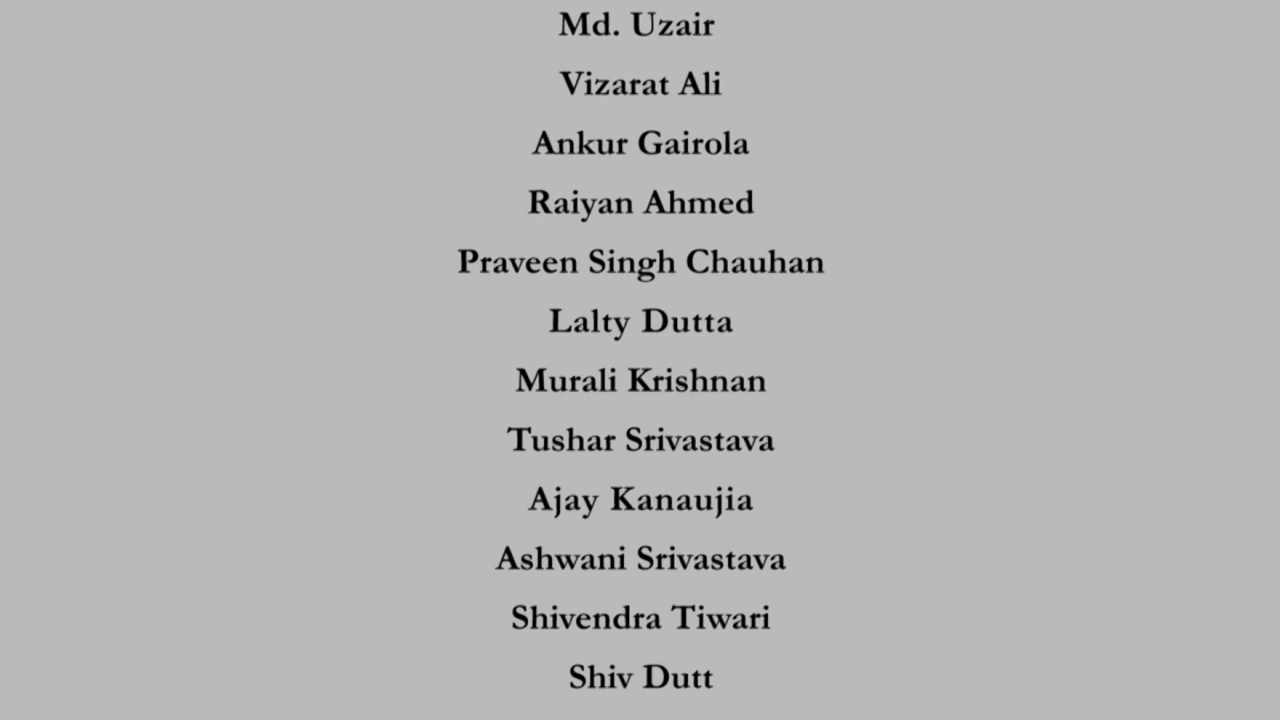 Md. Uzair
Vizarat Ali
Ankur Gairola
Raiyan Ahmed
Praveen Singh Chauhan
Lalty Dutta
Murali Krishnan
Tushar Srivastava
Ajay Kanaujia
Ashwani Srivastava
Shivendra Tiwari
Shiv Dutt